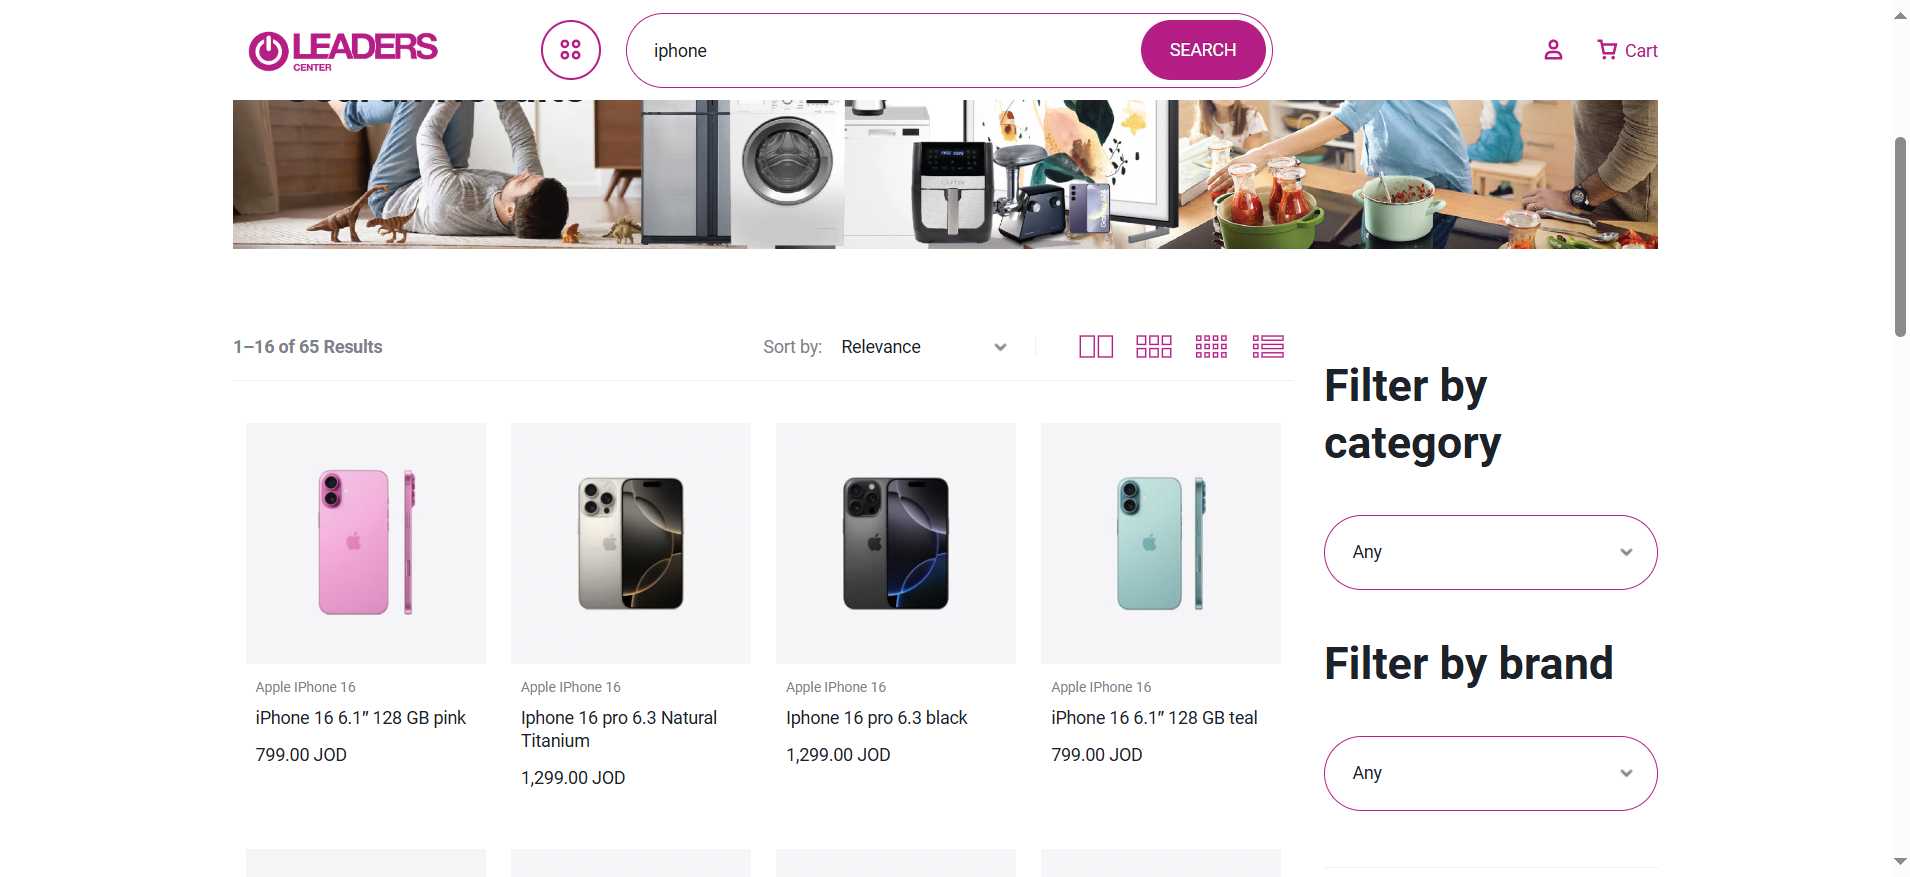 LEADERS
CENTER
iphone
SEARCH
Cart
1–16 of 65 Results
Sort by:
Relevance
Filter by
category
Any
Filter by brand
Any
Apple IPhone 16
iPhone 16 6.1” 128 GB pink
799.00 JOD
Apple IPhone 16
Iphone 16 pro 6.3 Natural
Titanium
1,299.00 JOD
Apple IPhone 16
Iphone 16 pro 6.3 black
1,299.00 JOD
Apple IPhone 16
iPhone 16 6.1” 128 GB teal
799.00 JOD